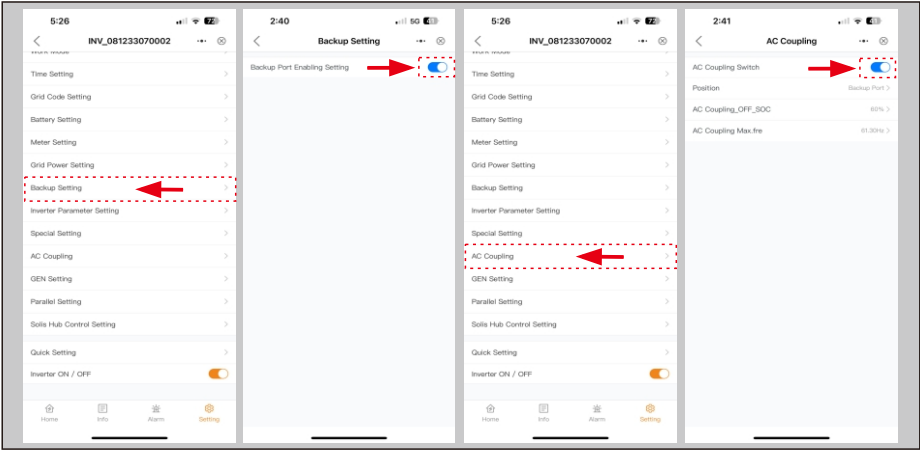 5:26
INV_081233070002
Work Mode
Time Setting
Grid Code Setting
Battery Setting
Meter Setting
Grid Power Setting
Backup Setting
Inverter Parameter Setting
Special Setting
AC Coupling
GEN Setting
Parallel Setting
Solis Hub Control Setting
Quick Setting
Inverter ON / OFF
Home Info Alarm Setting
2:40 5G
Backup Setting
Backup Port Enabling Setting
5:26
INV_081233070002
Work Mode
Time Setting
Grid Code Setting
Battery Setting
Meter Setting
Grid Power Setting
Backup Setting
Inverter Parameter Setting
Special Setting
AC Coupling
GEN Setting
Parallel Setting
Solis Hub Control Setting
Quick Setting
Inverter ON / OFF
Home Info Alarm Setting
2:41
AC Coupling
AC Coupling Switch
Position Backup Port
AC Coupling_OFF_SOC 60%
AC Coupling Max.fre